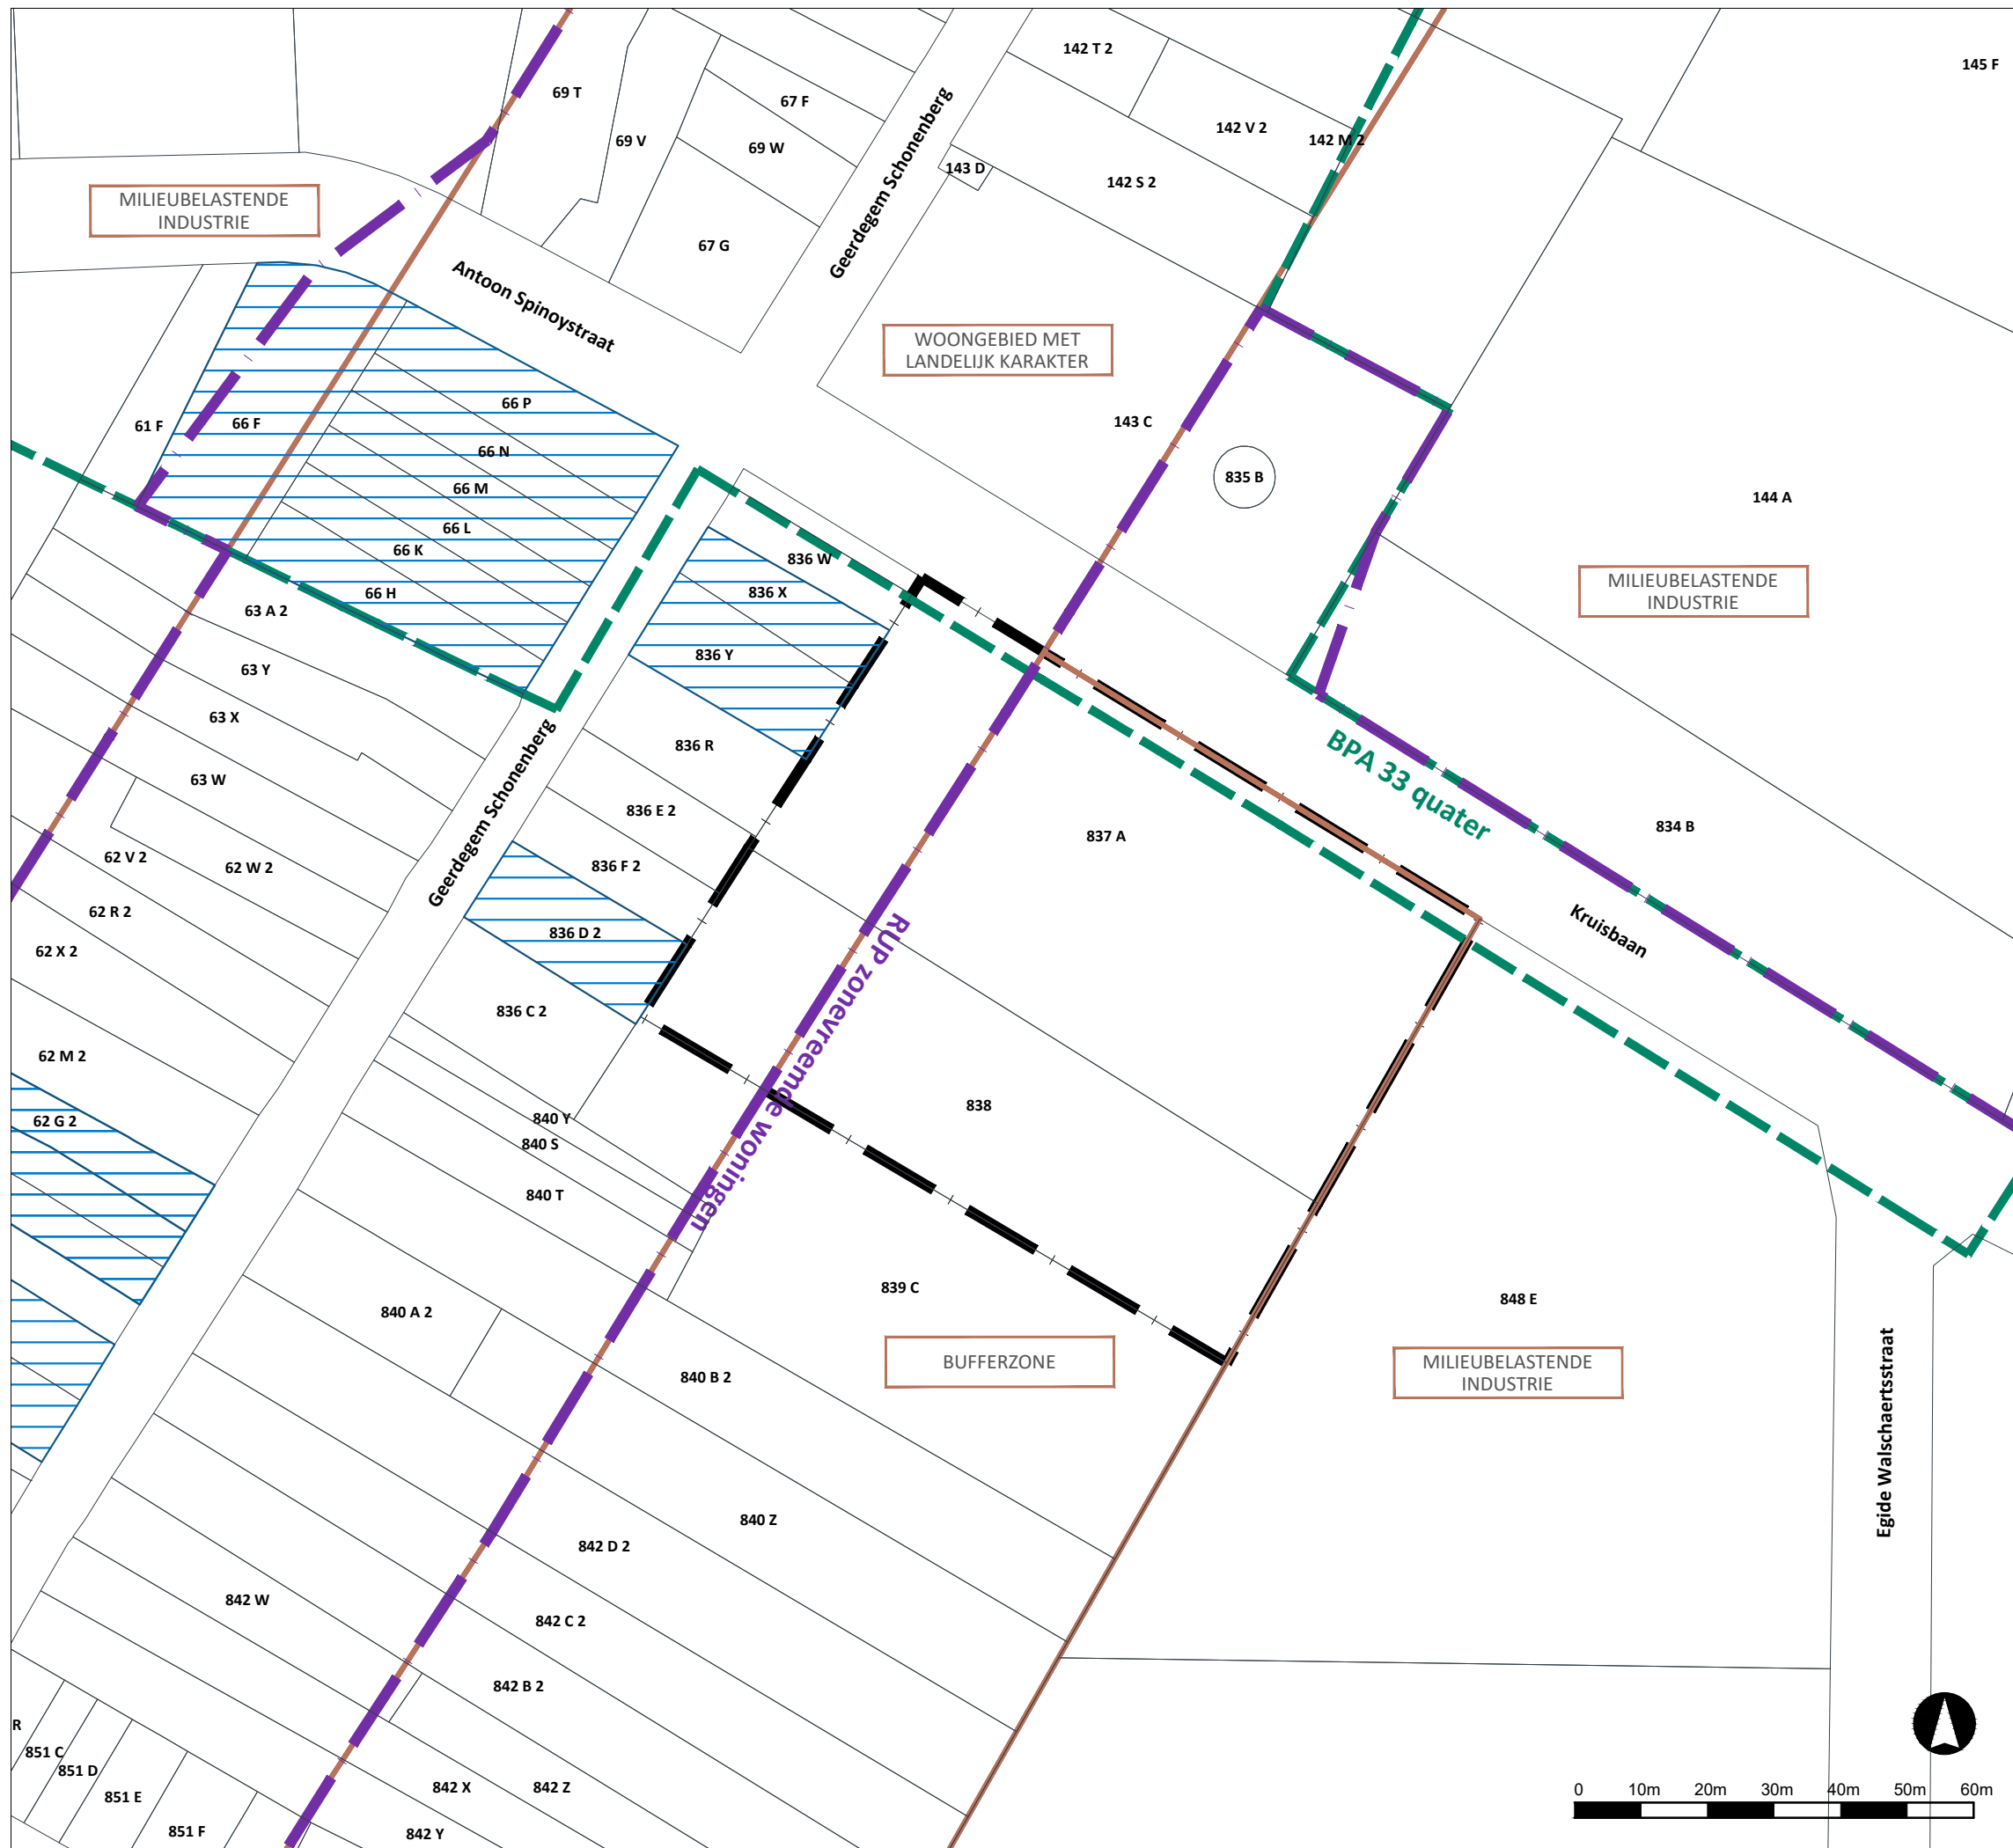 145 F
142 T 2
69 T
67 F
142 V 2
69 V
69 W
142 M 2
143 D
142 S 2
MILIEUBELASTENDE
INDUSTRIE
Geerdegem Schonenberg
67 G
Antoon Spinoystraat
WOONGEBIED MET
LANDELIJK KARAKTER
66 P
61 F
66 F
143 C
66 N
835 B
66 M
144 A
66 L
66 K
836 W
MILIEUBELASTENDE
INDUSTRIE
66 H
836 X
63 A 2
836 Y
63 Y
63 X
836 R
BPA 33 quater
63 W
Geerdegem Schonenberg
836 E 2
834 B
837 A
62 V 2
62 W 2
836 F 2
62 R 2
836 D 2
Kruisbaan
62 X 2
836 C 2
RUP zonevreemde woningen
62 M 2
838
62 G 2
840 Y
840 S
840 T
839 C
848 E
840 A 2
BUFFERZONE
MILIEUBELASTENDE
INDUSTRIE
840 B 2
Egide Walschaertsstraat
840 Z
842 D 2
842 W
842 C 2
842 B 2
R
851 C
851 D
842 X
842 Z
851 E
851 F
842 Y
0 10m 20m 30m 40m 50m 60m